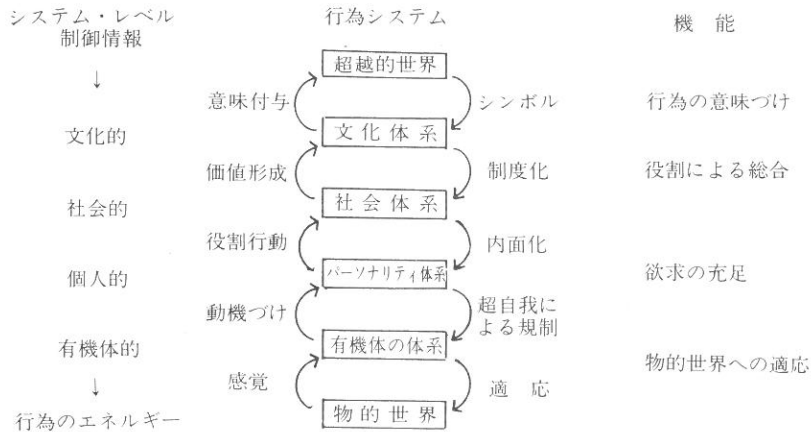 システム・レベル 行為システム 機 能
制御情報
↓
超越的世界
意味付与 シンボル 行為の意味づけ
文化的 文 化 体 系
価値形成 制度化 役割による総合
社会的 社 会 体 系
役割行動 内面化
個人的 パーソナリティ体系 欲求の充足
動機づけ 超自我に
よる規制
有機体的 有機体の体系
物的世界への適応
↓ 感覚 適 応
行為のエネルギー 物 的 世 界